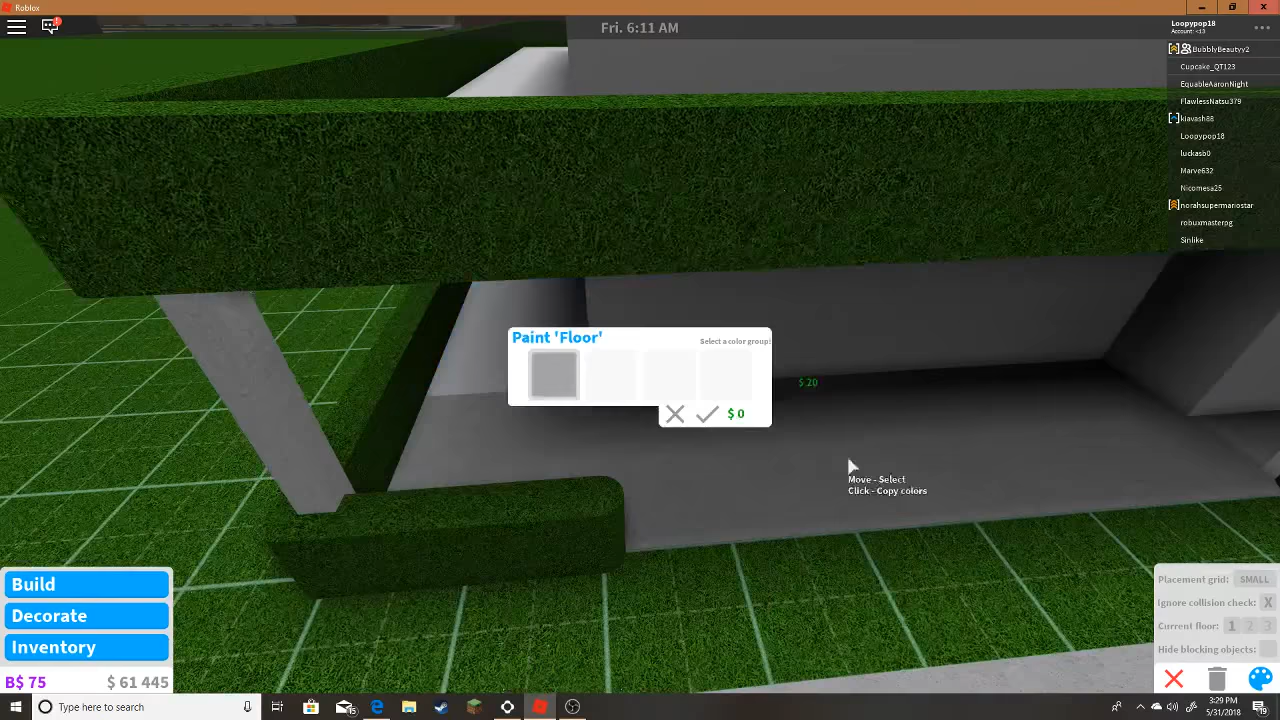 Roblox
Fri. 6:11 AM
Loopypop18
Account: <13
BubblyBeautyy2
Cupcake_QT123
EquableAaronNight
FlawlessNatsu379
kiavash88
Loopypop18
luckasb0
Marve632
Nicomesa25
norahsupermariostar
robuxmasterpg
Sinlike
Paint 'Floor'
Select a color group!
$ 0
$ 20
Move - Select
Click - Copy colors
Build
Decorate
Inventory
B$ 75
$ 61 445
Placement grid: SMALL
Ignore collision check: X
Current floor: 1 2 3
Hide blocking objects:
Type here to search
3:29 PM
5/31/2018